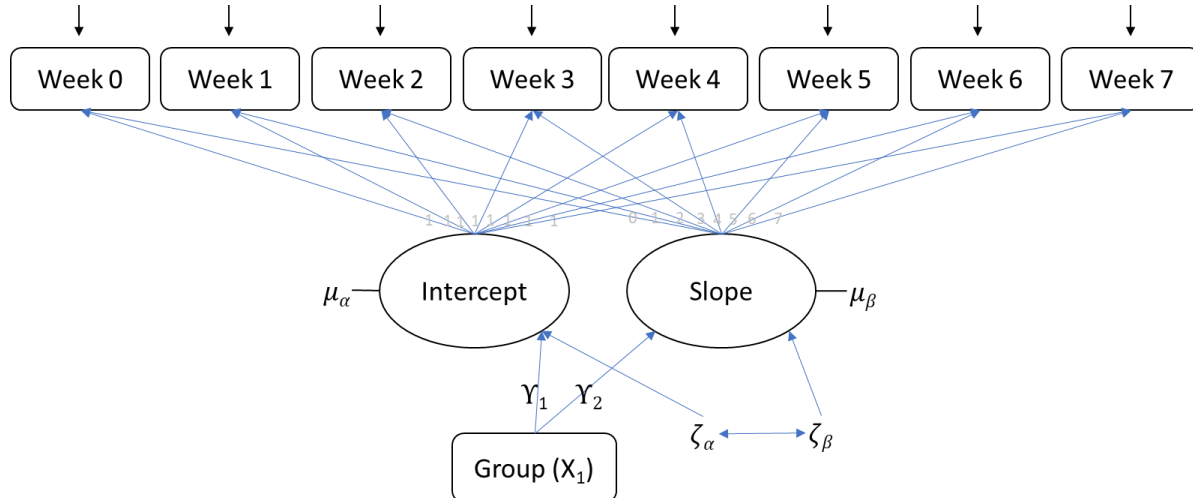 Week 0 Week 1 Week 2 Week 3 Week 4 Week 5 Week 6 Week 7
1 1 1 1 1 1 1 1 0 1 2 3 4 5 6 7
μα Intercept Slope μβ
ϒ1 ϒ2
ζα ζβ
Group (X1)